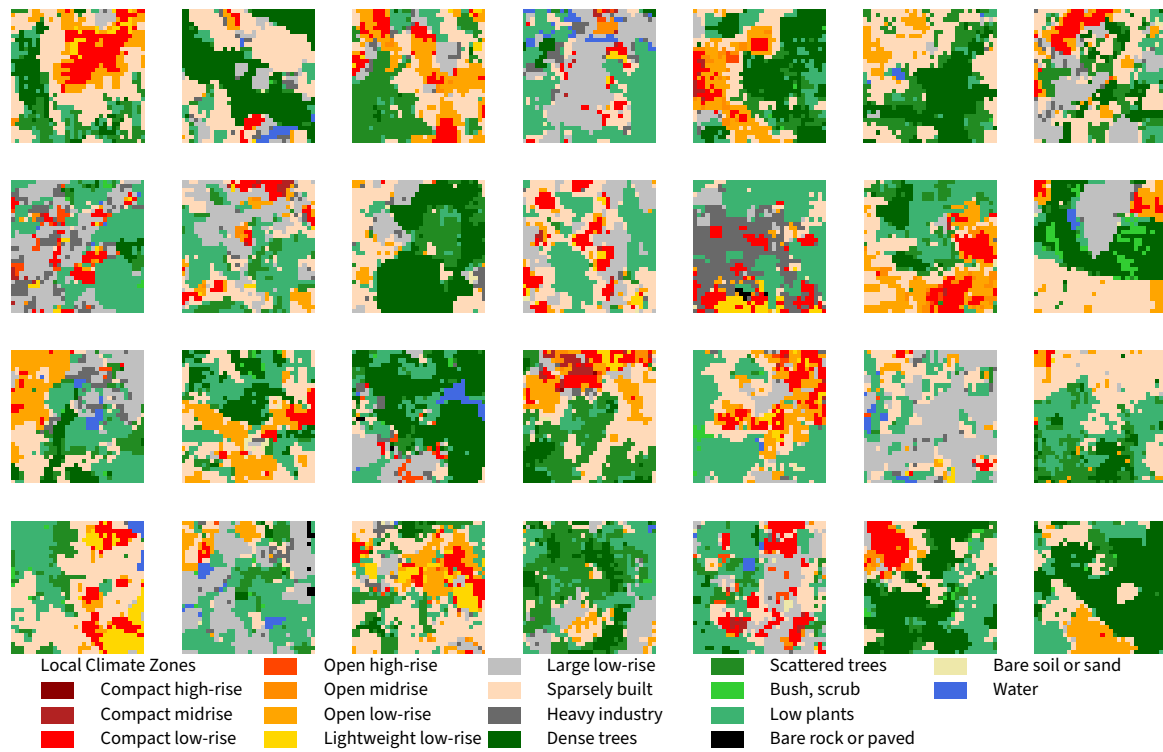 Local Climate Zones
Compact high-rise
Compact midrise
Compact low-rise
Open high-rise
Open midrise
Open low-rise
Lightweight low-rise
Large low-rise
Sparsely built
Heavy industry
Dense trees
Scattered trees
Bush, scrub
Low plants
Bare rock or paved
Bare soil or sand
Water